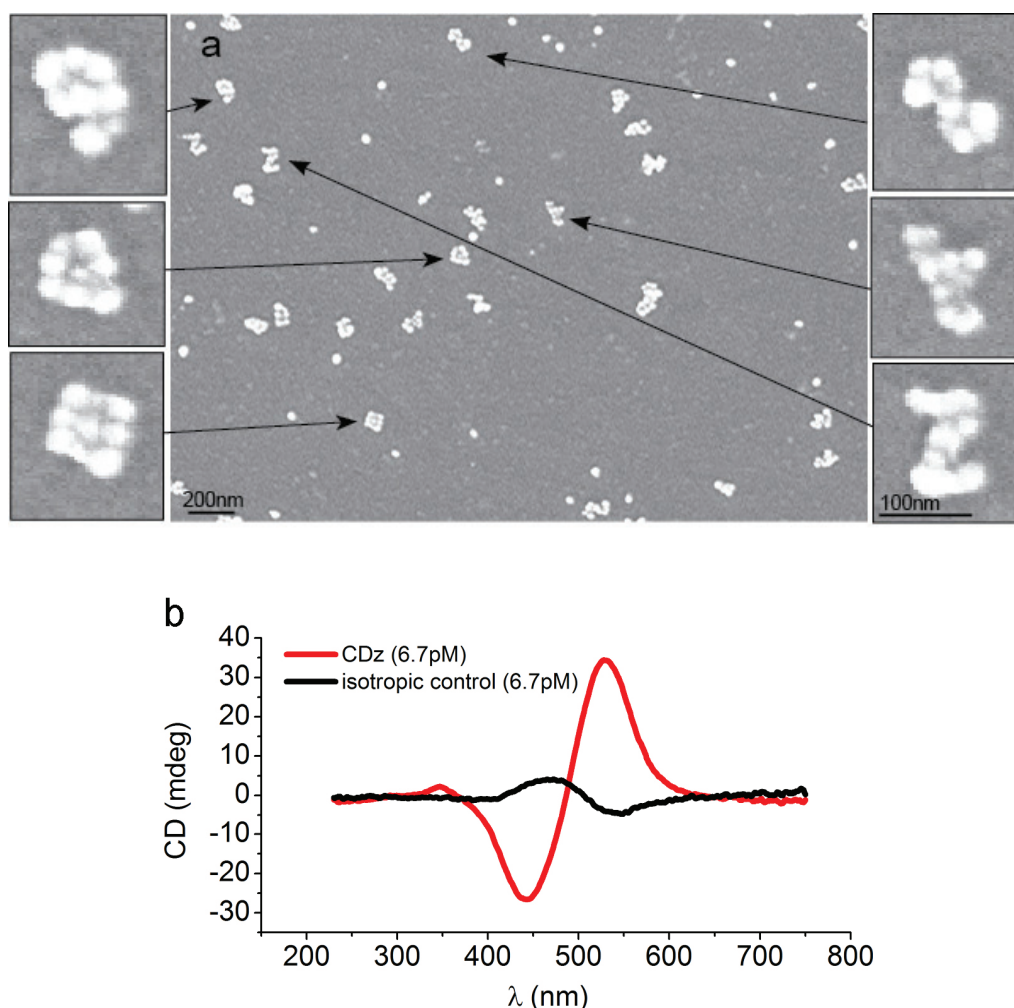 a
200nm
100nm
b
CDz (6.7pM)
isotropic control (6.7pM)
CD (mdeg)
40
30
20
10
0
-10
-20
-30
200 300 400 500 600 700 800
λ (nm)